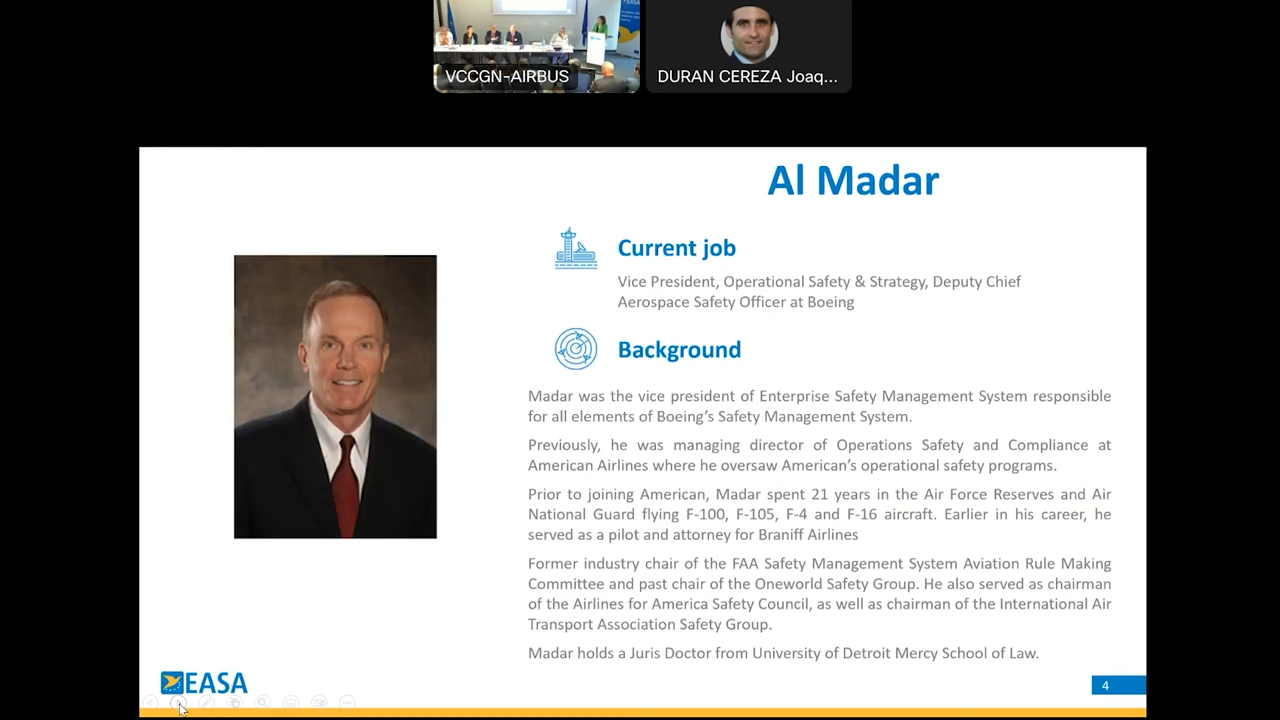 VCCGN-AIRBUS
DURAN CEREZA Joaq...
Al Madar
Current job
Vice President, Operational Safety & Strategy, Deputy Chief
Aerospace Safety Officer at Boeing
Background
Madar was the vice president of Enterprise Safety Management System responsible
for all elements of Boeing’s Safety Management System.
Previously, he was managing director of Operations Safety and Compliance at
American Airlines where he oversaw American’s operational safety programs.
Prior to joining American, Madar spent 21 years in the Air Force Reserves and Air
National Guard flying F-100, F-105, F-4 and F-16 aircraft. Earlier in his career, he
served as a pilot and attorney for Braniff Airlines
Former industry chair of the FAA Safety Management System Aviation Rule Making
Committee and past chair of the Oneworld Safety Group. He also served as chairman
of the Airlines for America Safety Council, as well as chairman of the International Air
Transport Association Safety Group.
Madar holds a Juris Doctor from University of Detroit Mercy School of Law.
EASA
4